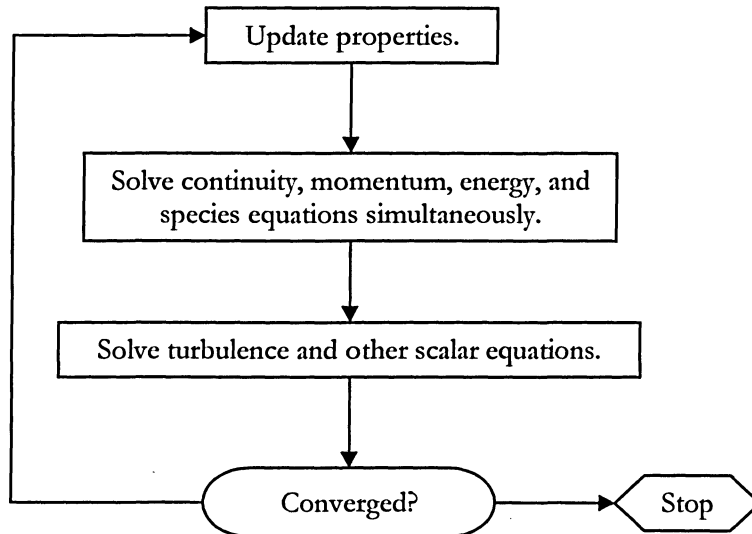 Update properties.
Solve continuity, momentum, energy, and
species equations simultaneously.
Solve turbulence and other scalar equations.
Converged?
Stop